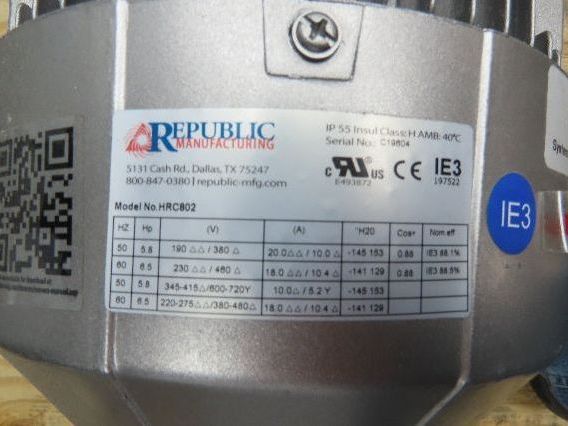 REPUBLIC
MANUFACTURING
5131 Cash Rd., Dallas, TX 75247
800-847-0380 | republic-mfg.com
IP 55 Insul Class: H AMB: 40°C
Serial No.: C19804
c RU us CE IE3
E493872 197522
Model No. HRC802
HZ Hp (V) (A) "H20 Cosφ Nom.eff
50 5.8 190 △△ / 380 △ 20.0△△ / 10.0 △ -145 153 0.88 IE3 88.1%
60 6.5 230 △△ / 460 △ 18.0 △△ / 10.4 △ -141 129 0.88 IE3 88.5%
50 5.8 345-415△/600-720Y 10.0△ / 5.2 Y -145 153
60 6.5 220-275△△/380-480△ 18.0 △△ / 10.4 △ -141 129
IE3